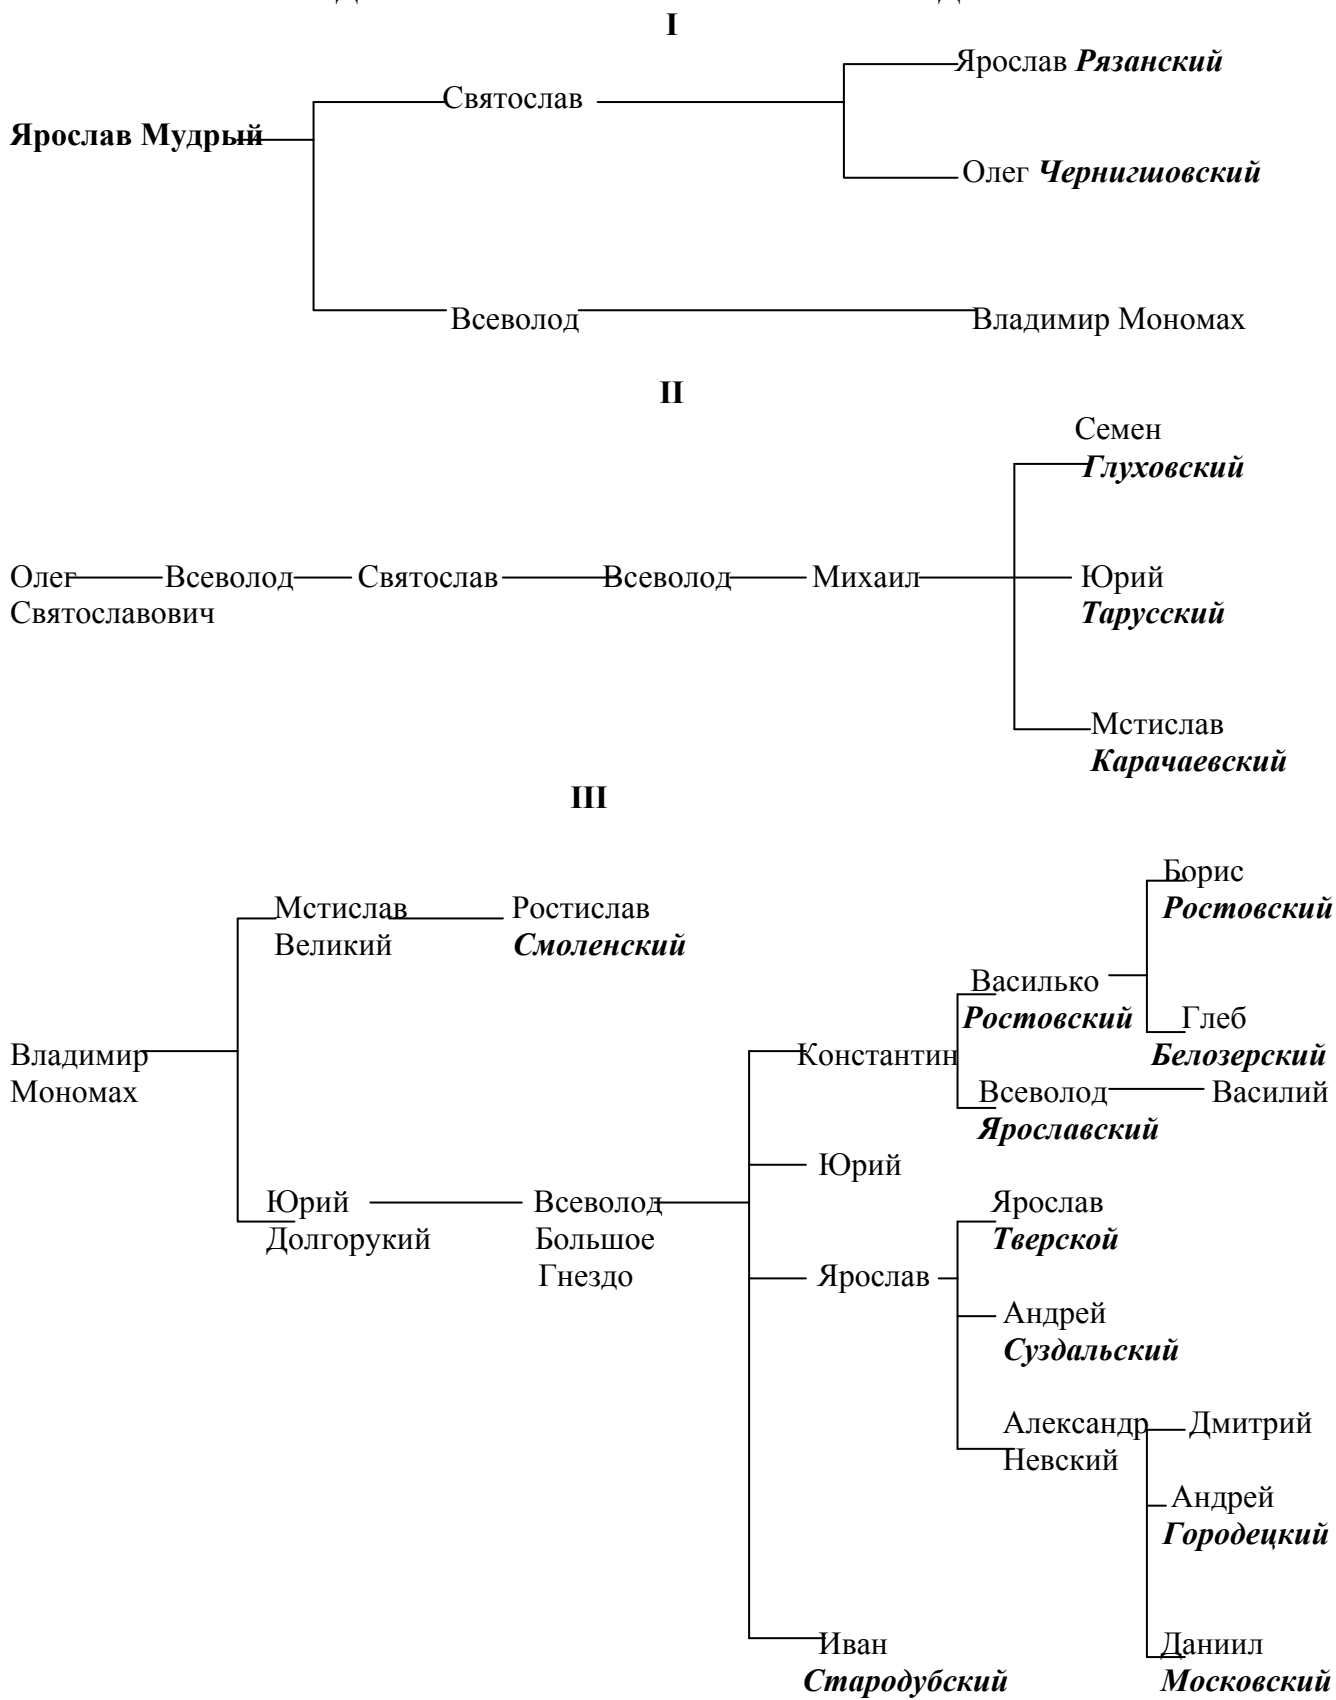 I
Ярослав Рязанский
Святослав
Ярослав Мудрый
Олег Чернигшовский
Всеволод
Владимир Мономах
II
Семен
Глуховский
Олег Всеволод Святослав Всеволод Михаил Юрий
Святославович Тарусский
Мстислав
Карачаевский
III
Борис
Ростовский
Мстислав Ростислав
Великий Смоленский
Василько
Ростовский Глеб
Владимир Константин Белозерский
Мономах Всеволод Василий
Ярославский
Юрий
Юрий Всеволод Ярослав
Долгорукий Большое Тверской
Гнездо Ярослав
Андрей
Суздальский
Александр Дмитрий
Невский
Андрей
Городецкий
Иван Даниил
Стародубский Московский